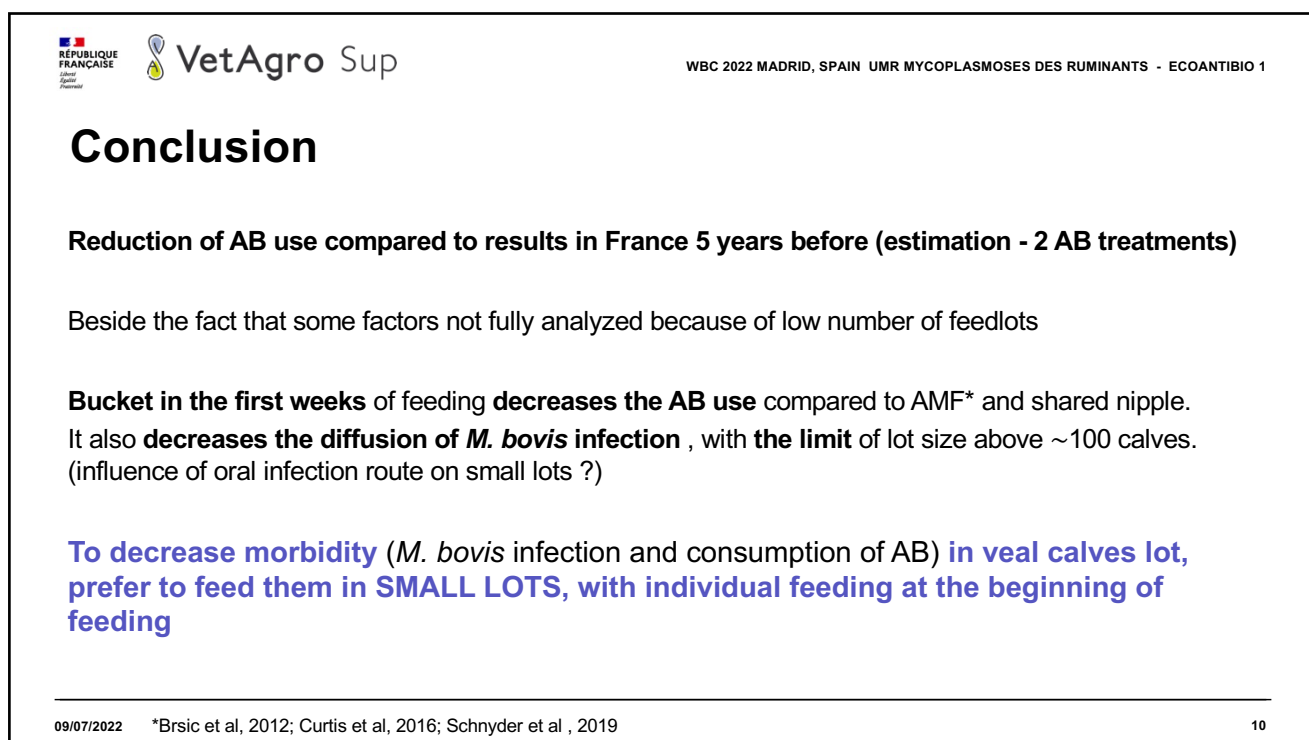 RÉPUBLIQUE
FRANÇAISE
Liberté
Égalité
Fraternité
VetAgro Sup
WBC 2022 MADRID, SPAIN UMR MYCOPLASMOSES DES RUMINANTS - ECOANTIBIO 1
Conclusion
Reduction of AB use compared to results in France 5 years before (estimation - 2 AB treatments)
Beside the fact that some factors not fully analyzed because of low number of feedlots
Bucket in the first weeks of feeding decreases the AB use compared to AMF* and shared nipple.
It also decreases the diffusion of M. bovis infection , with the limit of lot size above ~100 calves.
(influence of oral infection route on small lots ?)
To decrease morbidity (M. bovis infection and consumption of AB) in veal calves lot,
prefer to feed them in SMALL LOTS, with individual feeding at the beginning of
feeding
09/07/2022 *Brsic et al, 2012; Curtis et al, 2016; Schnyder et al , 2019 10